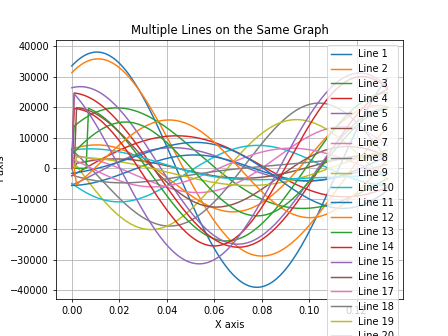 Multiple Lines on the Same Graph
40000
30000
20000
10000
0
−10000
−20000
−30000
−40000
0.00
0.02
0.04
0.06
0.08
0.10
X axis
Line 1
Line 2
Line 3
Line 4
Line 5
Line 6
Line 7
Line 8
Line 9
Line 10
Line 11
Line 12
Line 13
Line 14
Line 15
Line 16
Line 17
Line 18
Line 19
Line 20